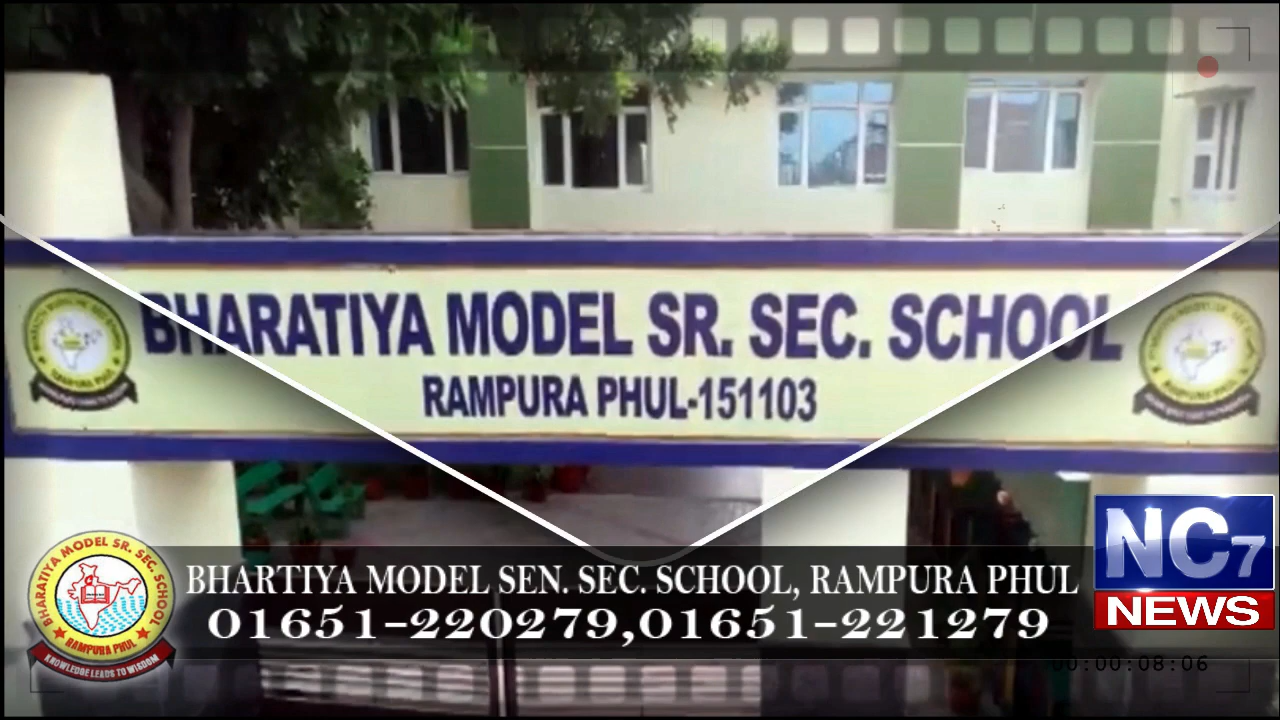 BHARATIYA MODEL SR. SEC. SCHOOL
RAMPURA PHUL-151103
BHARATIYA MODEL SR. SEC. SCHOOL
RAMPURA PHUL
KNOWLEDGE LEADS TO WISDOM
BHARTIYA MODEL SEN. SEC. SCHOOL, RAMPURA PHUL
01651-220279,01651-221279
NC7
NEWS
00:00:08:06